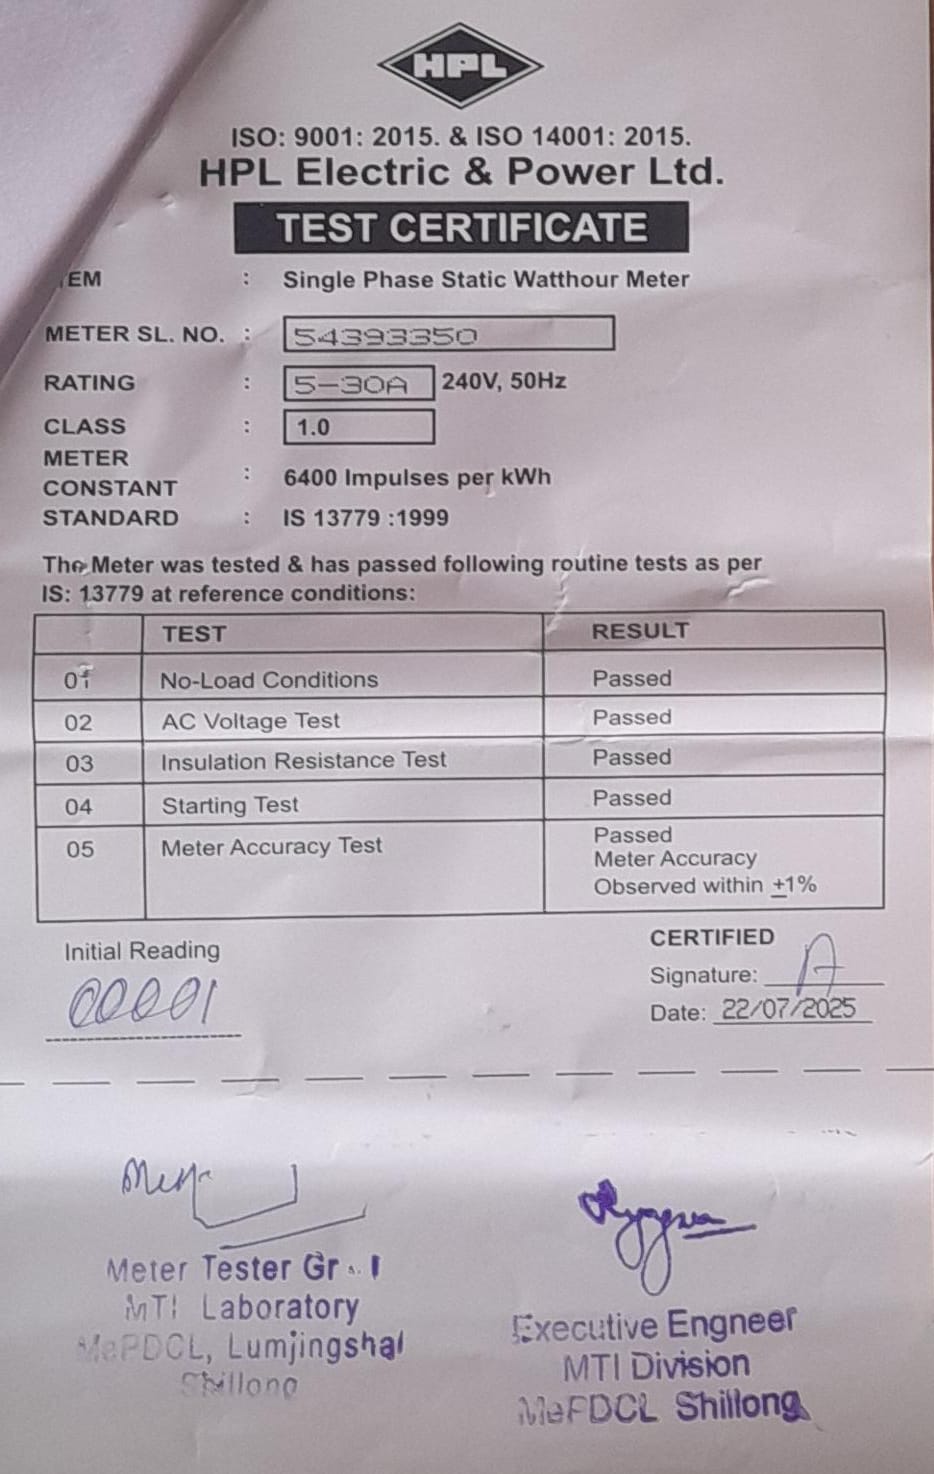 HPL
ISO: 9001: 2015. & ISO 14001: 2015.
HPL Electric & Power Ltd.
TEST CERTIFICATE
EM : Single Phase Static Watthour Meter
METER SL. NO. : 54393350
RATING : 5-30A 240V, 50Hz
CLASS : 1.0
METER
CONSTANT : 6400 Impulses per kWh
STANDARD : IS 13779 :1999
The Meter was tested & has passed following routine tests as per
IS: 13779 at reference conditions:
TEST RESULT
01 No-Load Conditions Passed
02 AC Voltage Test Passed
03 Insulation Resistance Test Passed
04 Starting Test Passed
05 Meter Accuracy Test Passed
Meter Accuracy
Observed within ±1%
Initial Reading
00001
CERTIFIED
Signature:
Date: 22/07/2025
Meter Tester Gr. I
MTI Laboratory
MePDCL, Lumjingshai
Shillong
Executive Engneer
MTI Division
MePDCL Shillong